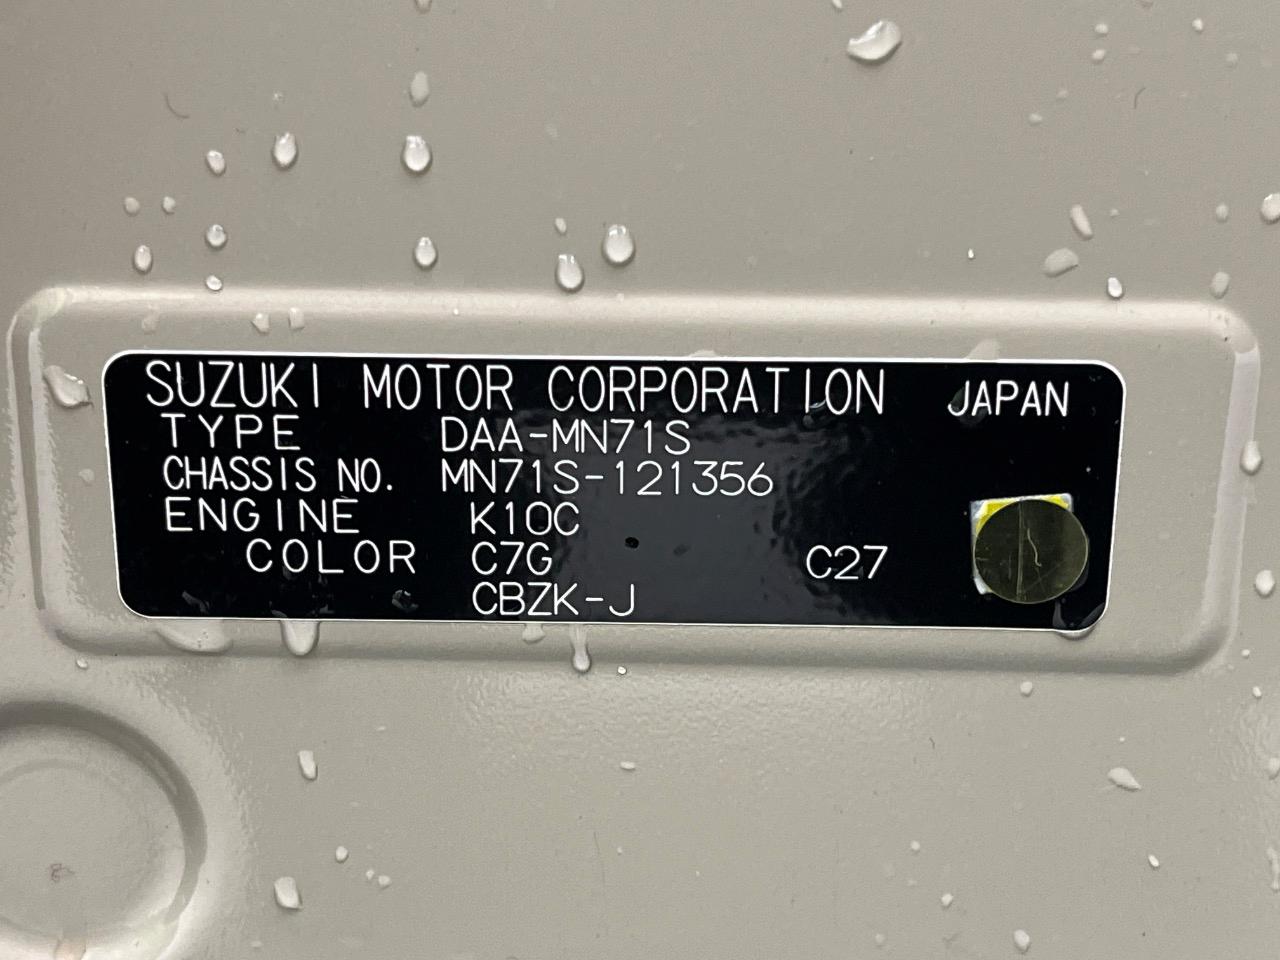 SUZUKI MOTOR CORPORATION JAPAN
TYPE DAA-MN71S
CHASSIS NO. MN71S-121356
ENGINE K10C
COLOR C7G C27
CBZK-J